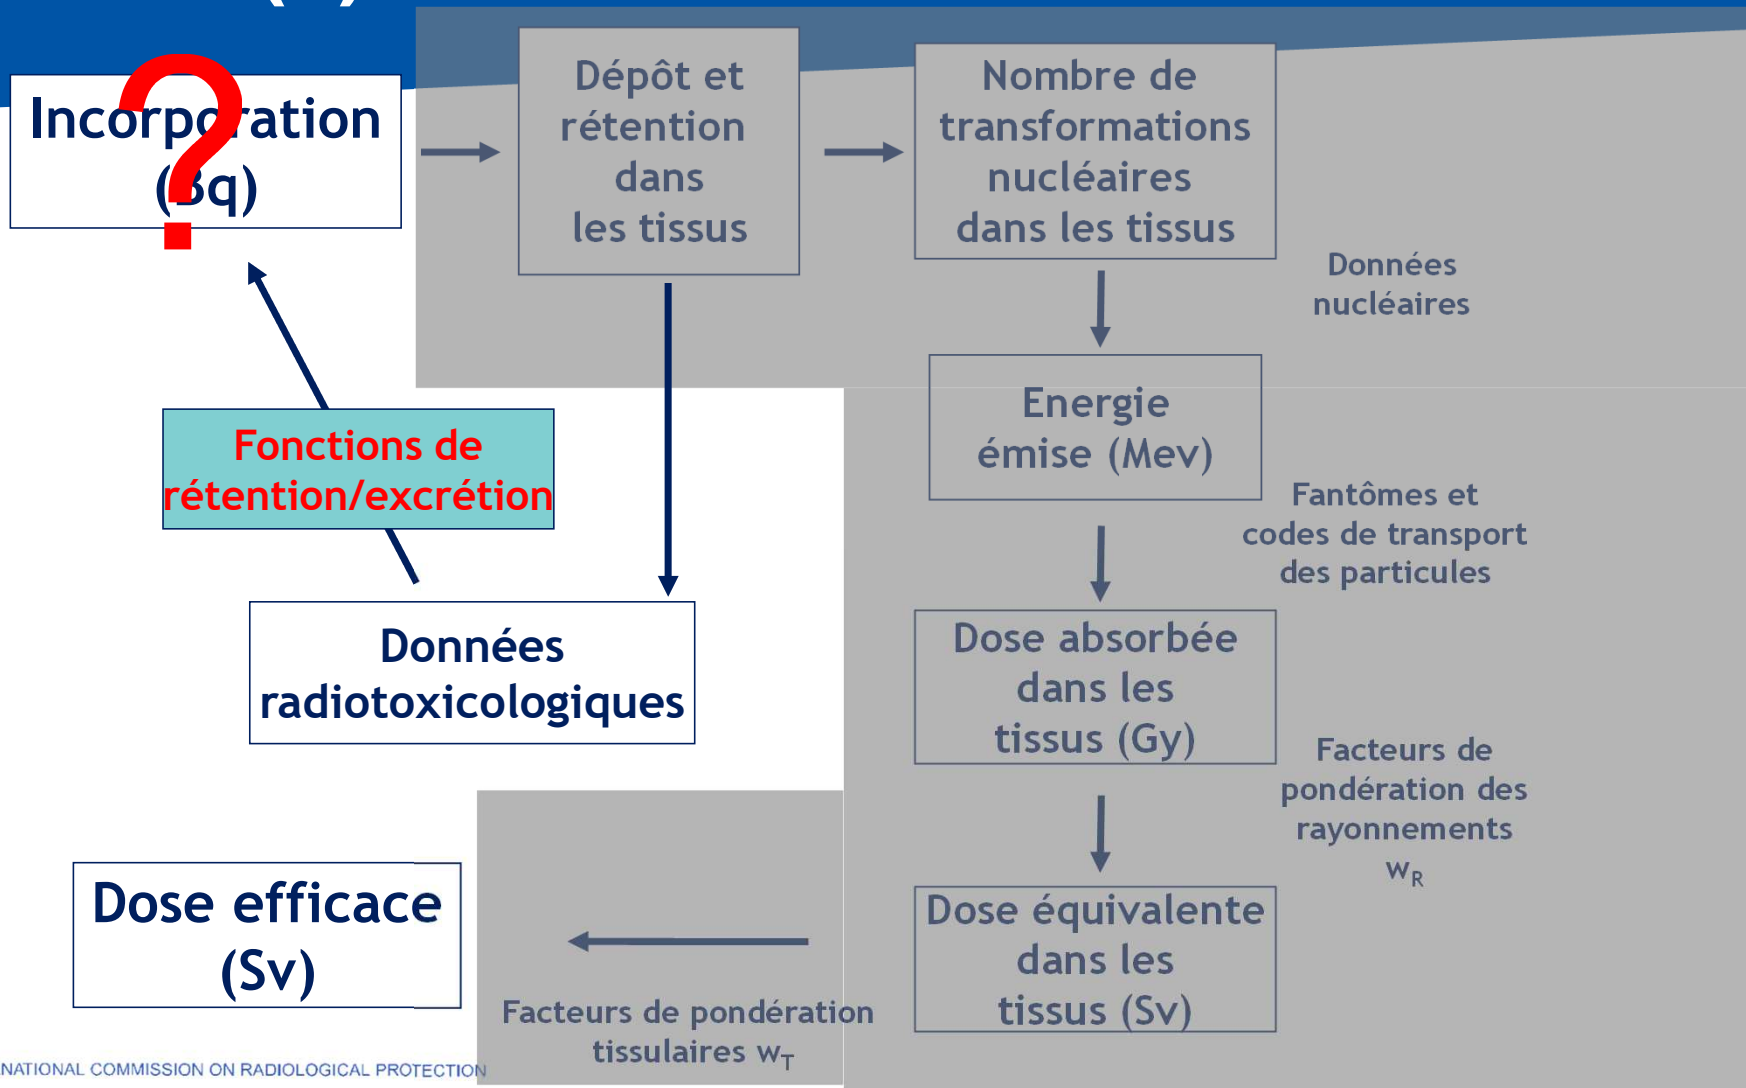 Incorporation
(Bq)
?
Dépôt et
rétention
dans
les tissus
Nombre de
transformations
nucléaires
dans les tissus
Données
nucléaires
Energie
émise (Mev)
Fonctions de
rétention/excrétion
Fantômes et
codes de transport
des particules
Données
radiotoxicologiques
Dose absorbée
dans les
tissus (Gy)
Facteurs de
pondération des
rayonnements
wR
Dose efficace
(Sv)
Dose équivalente
dans les
tissus (Sv)
Facteurs de pondération
tissulaires wT
NATIONAL COMMISSION ON RADIOLOGICAL PROTECTION